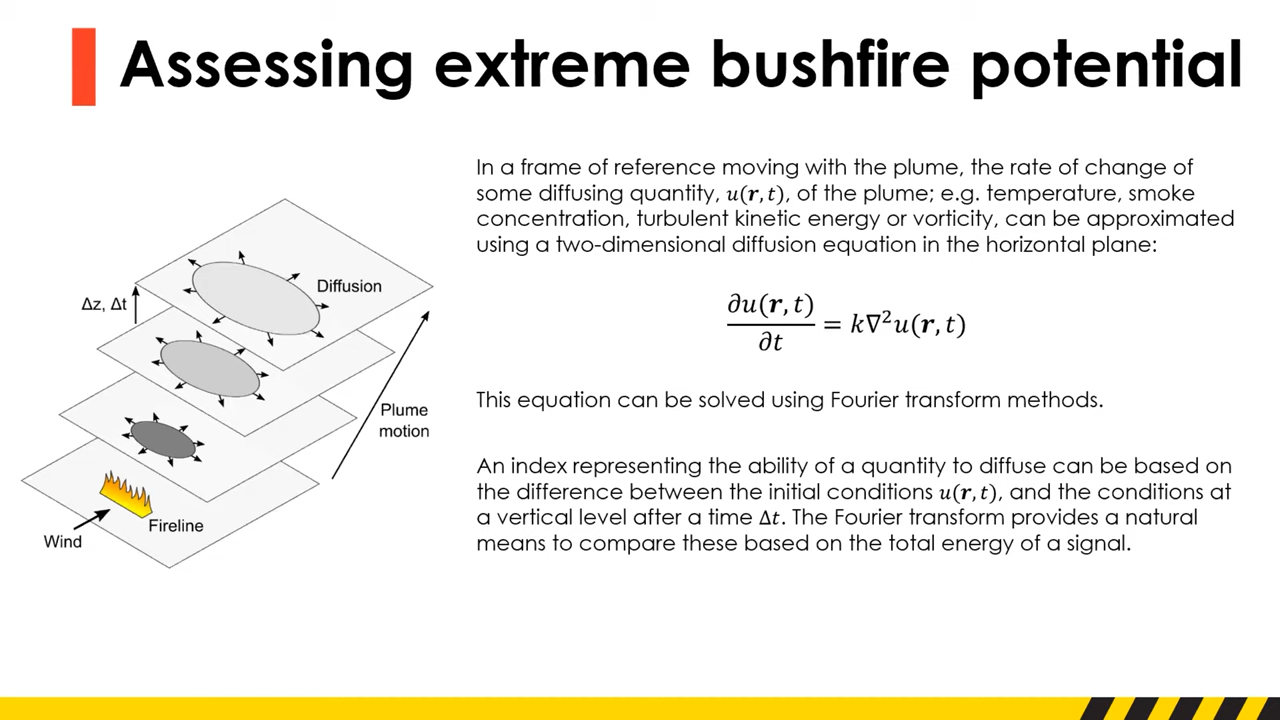 Assessing extreme bushfire potential
In a frame of reference moving with the plume, the rate of change of
some diffusing quantity, u(r, t), of the plume; e.g. temperature, smoke
concentration, turbulent kinetic energy or vorticity, can be approximated
using a two-dimensional diffusion equation in the horizontal plane:
∂u(r, t)/∂t = k∇²u(r, t)
This equation can be solved using Fourier transform methods.
An index representing the ability of a quantity to diffuse can be based on
the difference between the initial conditions u(r, t), and the conditions at
a vertical level after a time Δt. The Fourier transform provides a natural
means to compare these based on the total energy of a signal.
Diffusion
Δz, Δt
Plume
motion
Fireline
Wind